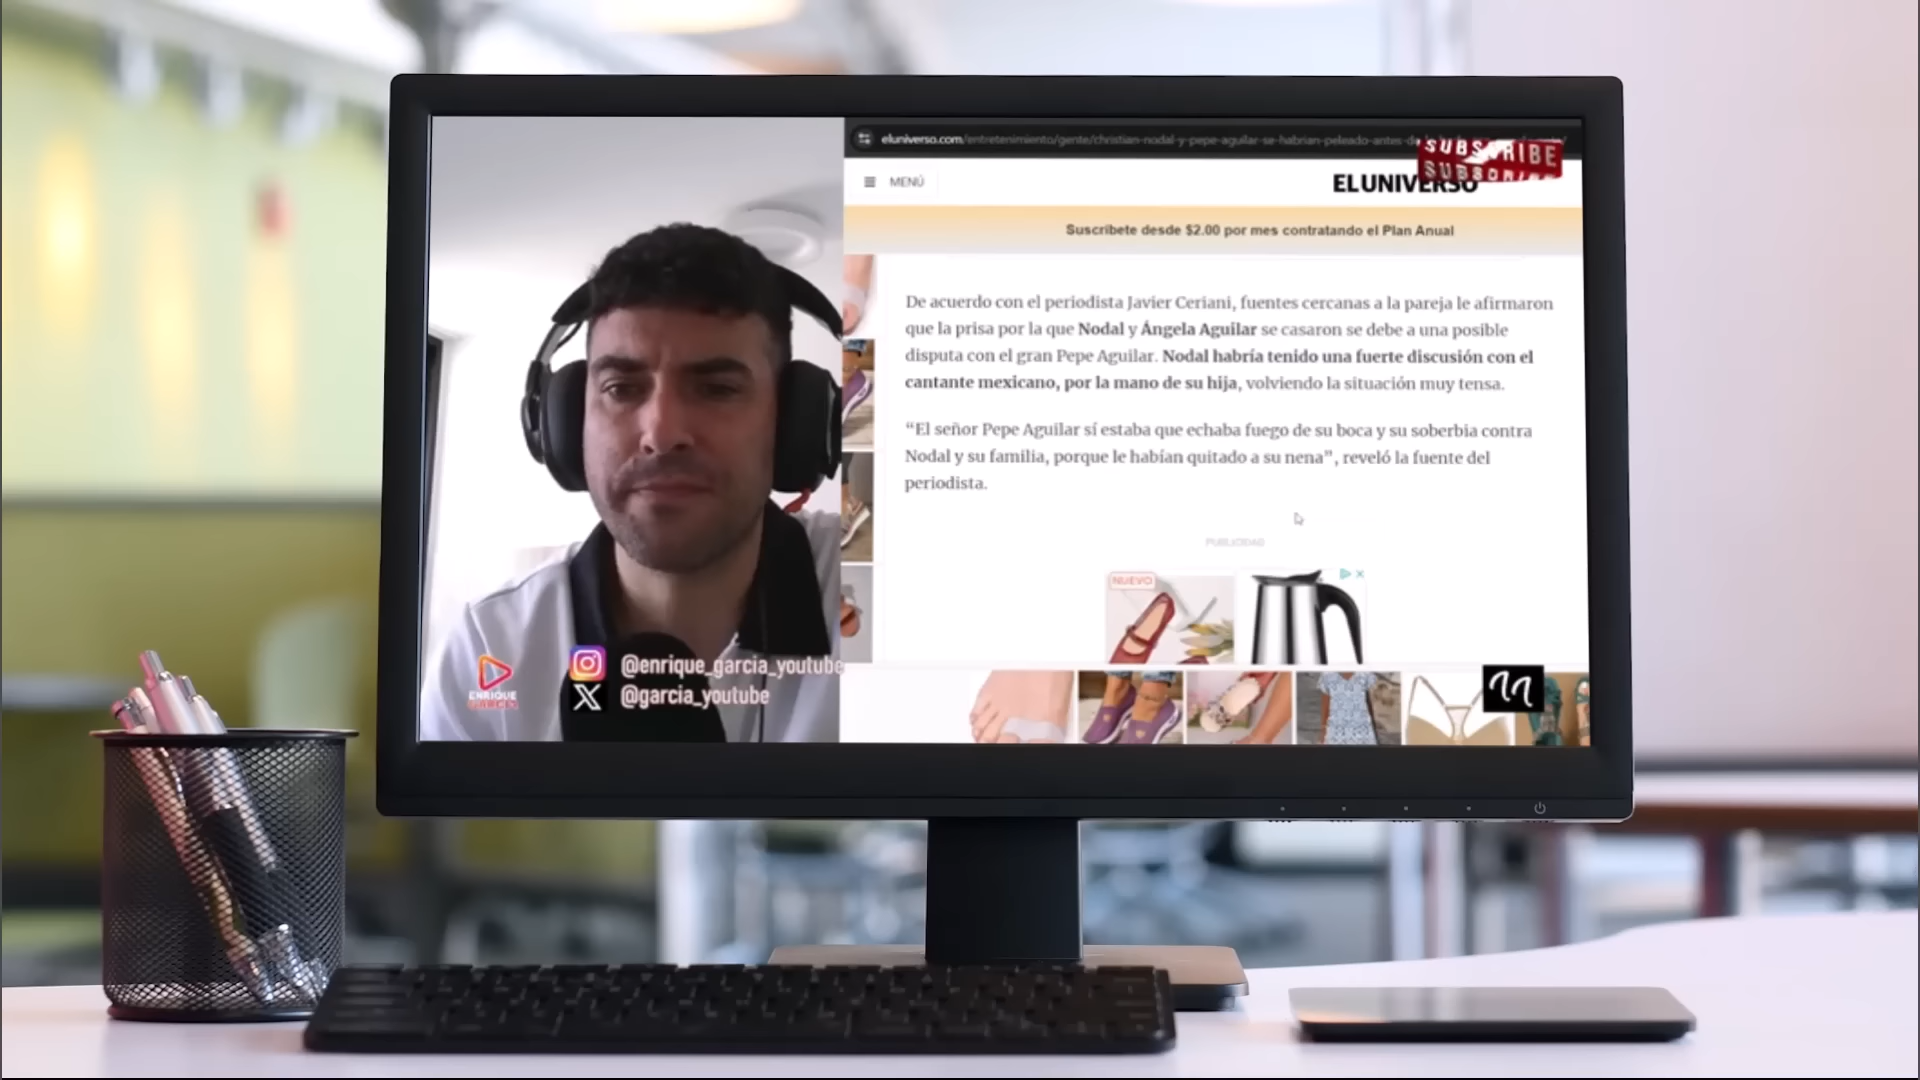 eluniverso.com/entretenimiento/gente/christian-nodal-y-pepe-aguilar-se-habrian-peleado-antes-de
SUBSCRIBE
SUBSCRIBE
MENÚ
EL UNIVERSO
Suscríbete desde $2.00 por mes contratando el Plan Anual
De acuerdo con el periodista Javier Ceriani, fuentes cercanas a la pareja le afirmaron
que la prisa por la que Nodal y Ángela Aguilar se casaron se debe a una posible
disputa con el gran Pepe Aguilar. Nodal habría tenido una fuerte discusión con el
cantante mexicano, por la mano de su hija, volviendo la situación muy tensa.
“El señor Pepe Aguilar sí estaba que echaba fuego de su boca y su soberbia contra
Nodal y su familia, porque le habían quitado a su nena”, reveló la fuente del
periodista.
PUBLICIDAD
NUEVO
ENRIQUE
GARCIA
@enrique_garcia_youtube
@garcia_youtube